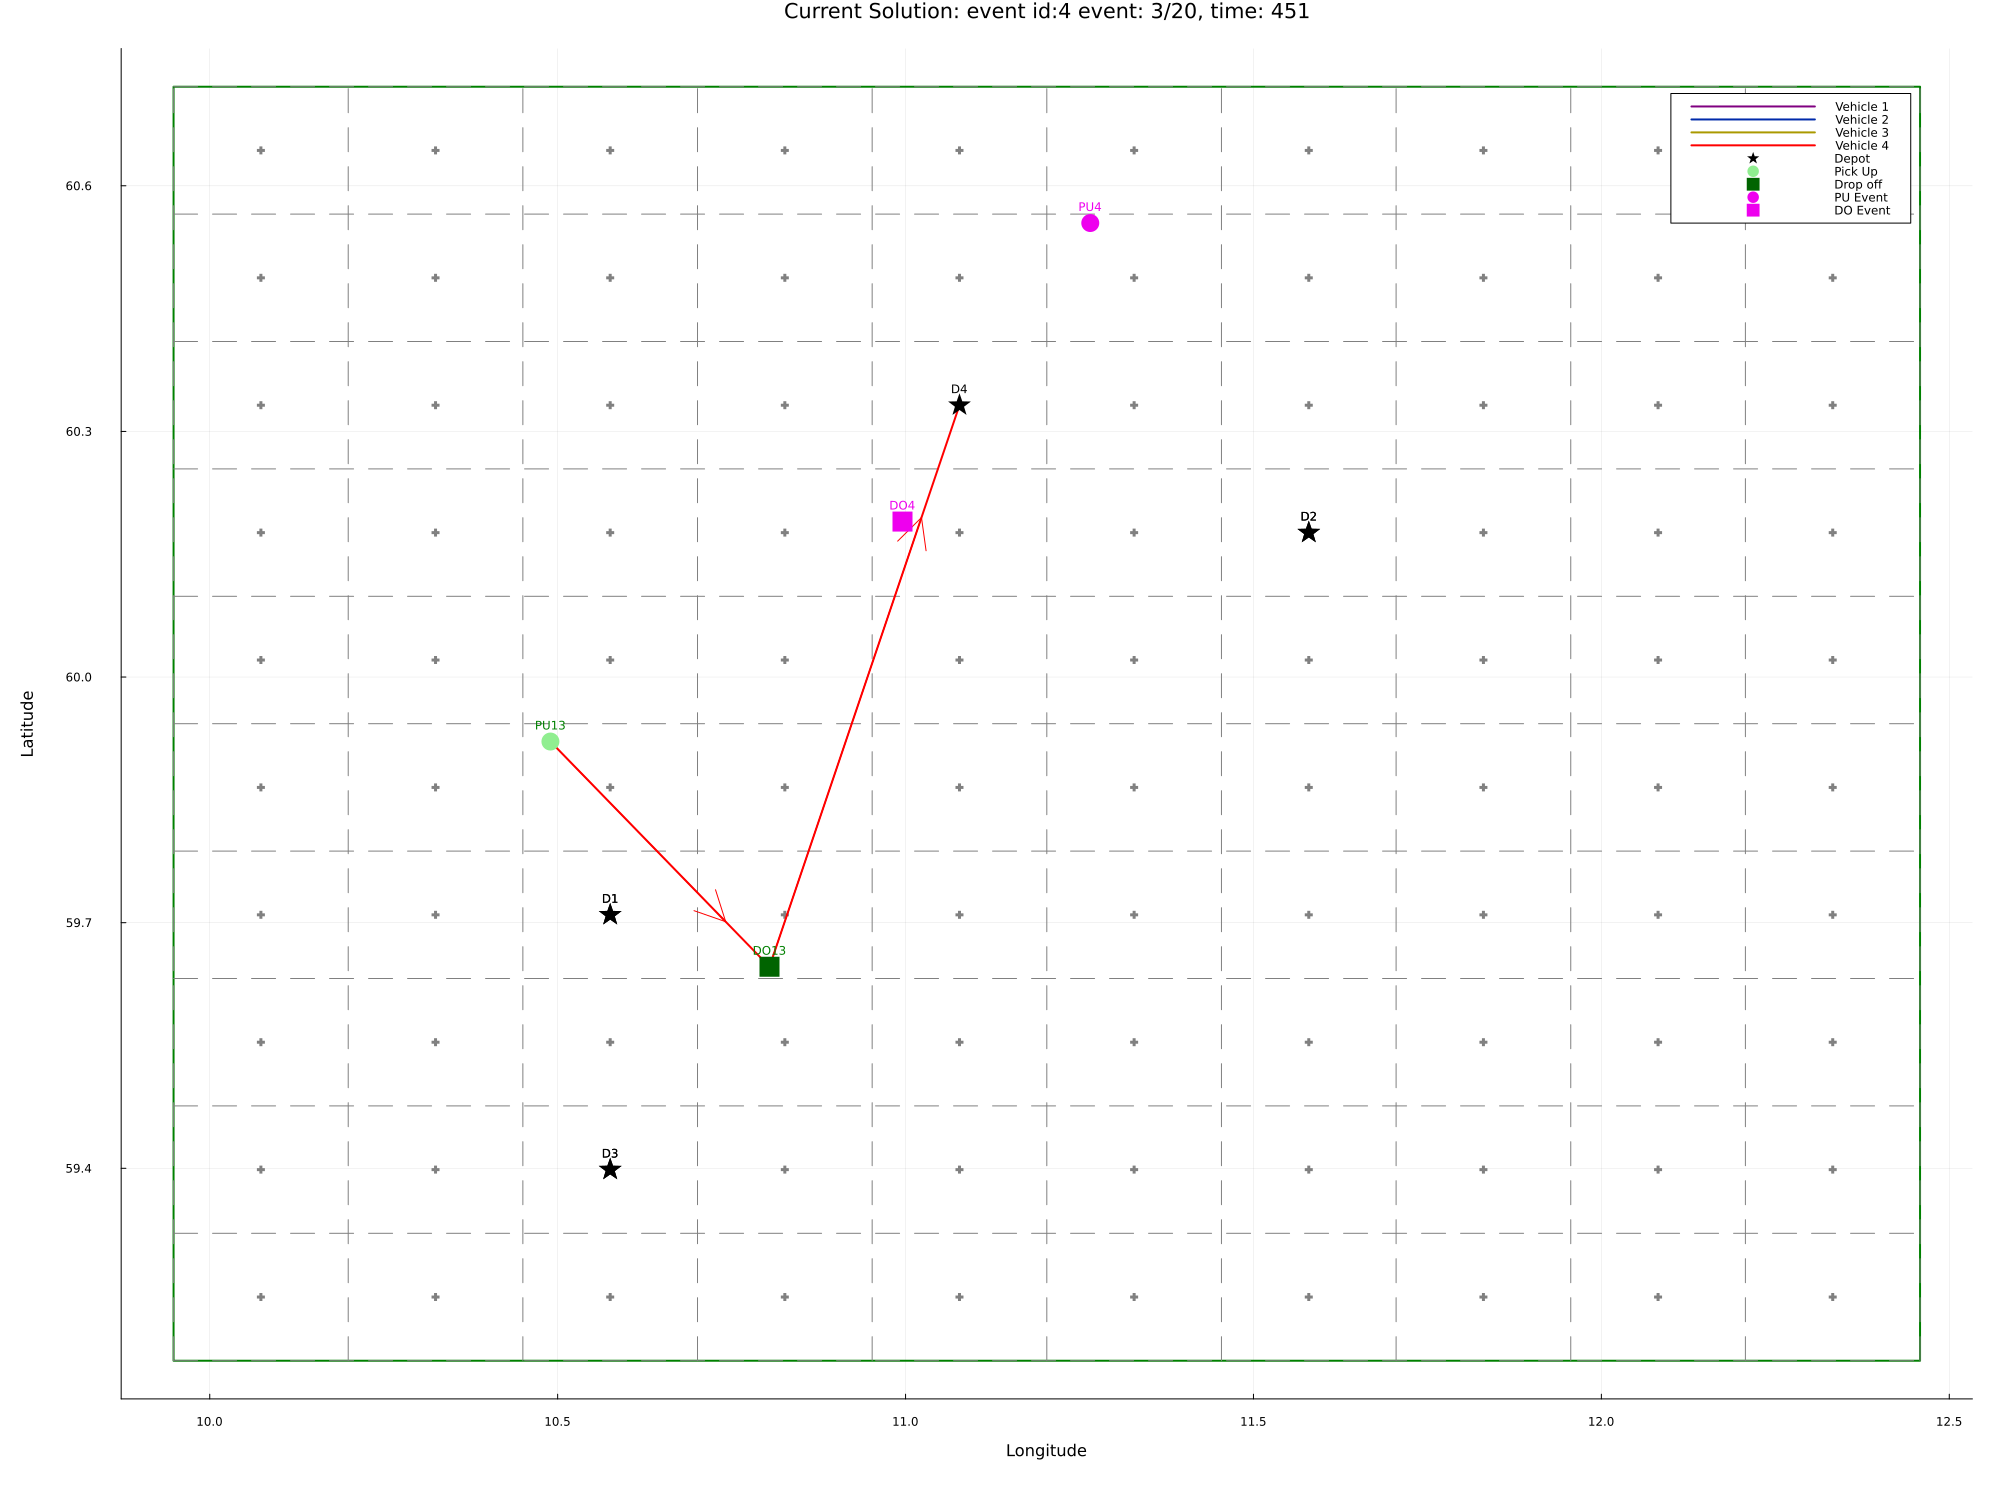 Current Solution: event id:4 event: 3/20, time: 451
Vehicle 1
Vehicle 2
Vehicle 3
Vehicle 4
Depot
Pick Up
Drop off
PU Event
DO Event
60.6
PU4
D4
60.3
DO4
D2
60.0
Latitude
PU13
D1
59.7
DO13
D3
59.4
10.0
10.5
11.0
11.5
12.0
12.5
Longitude